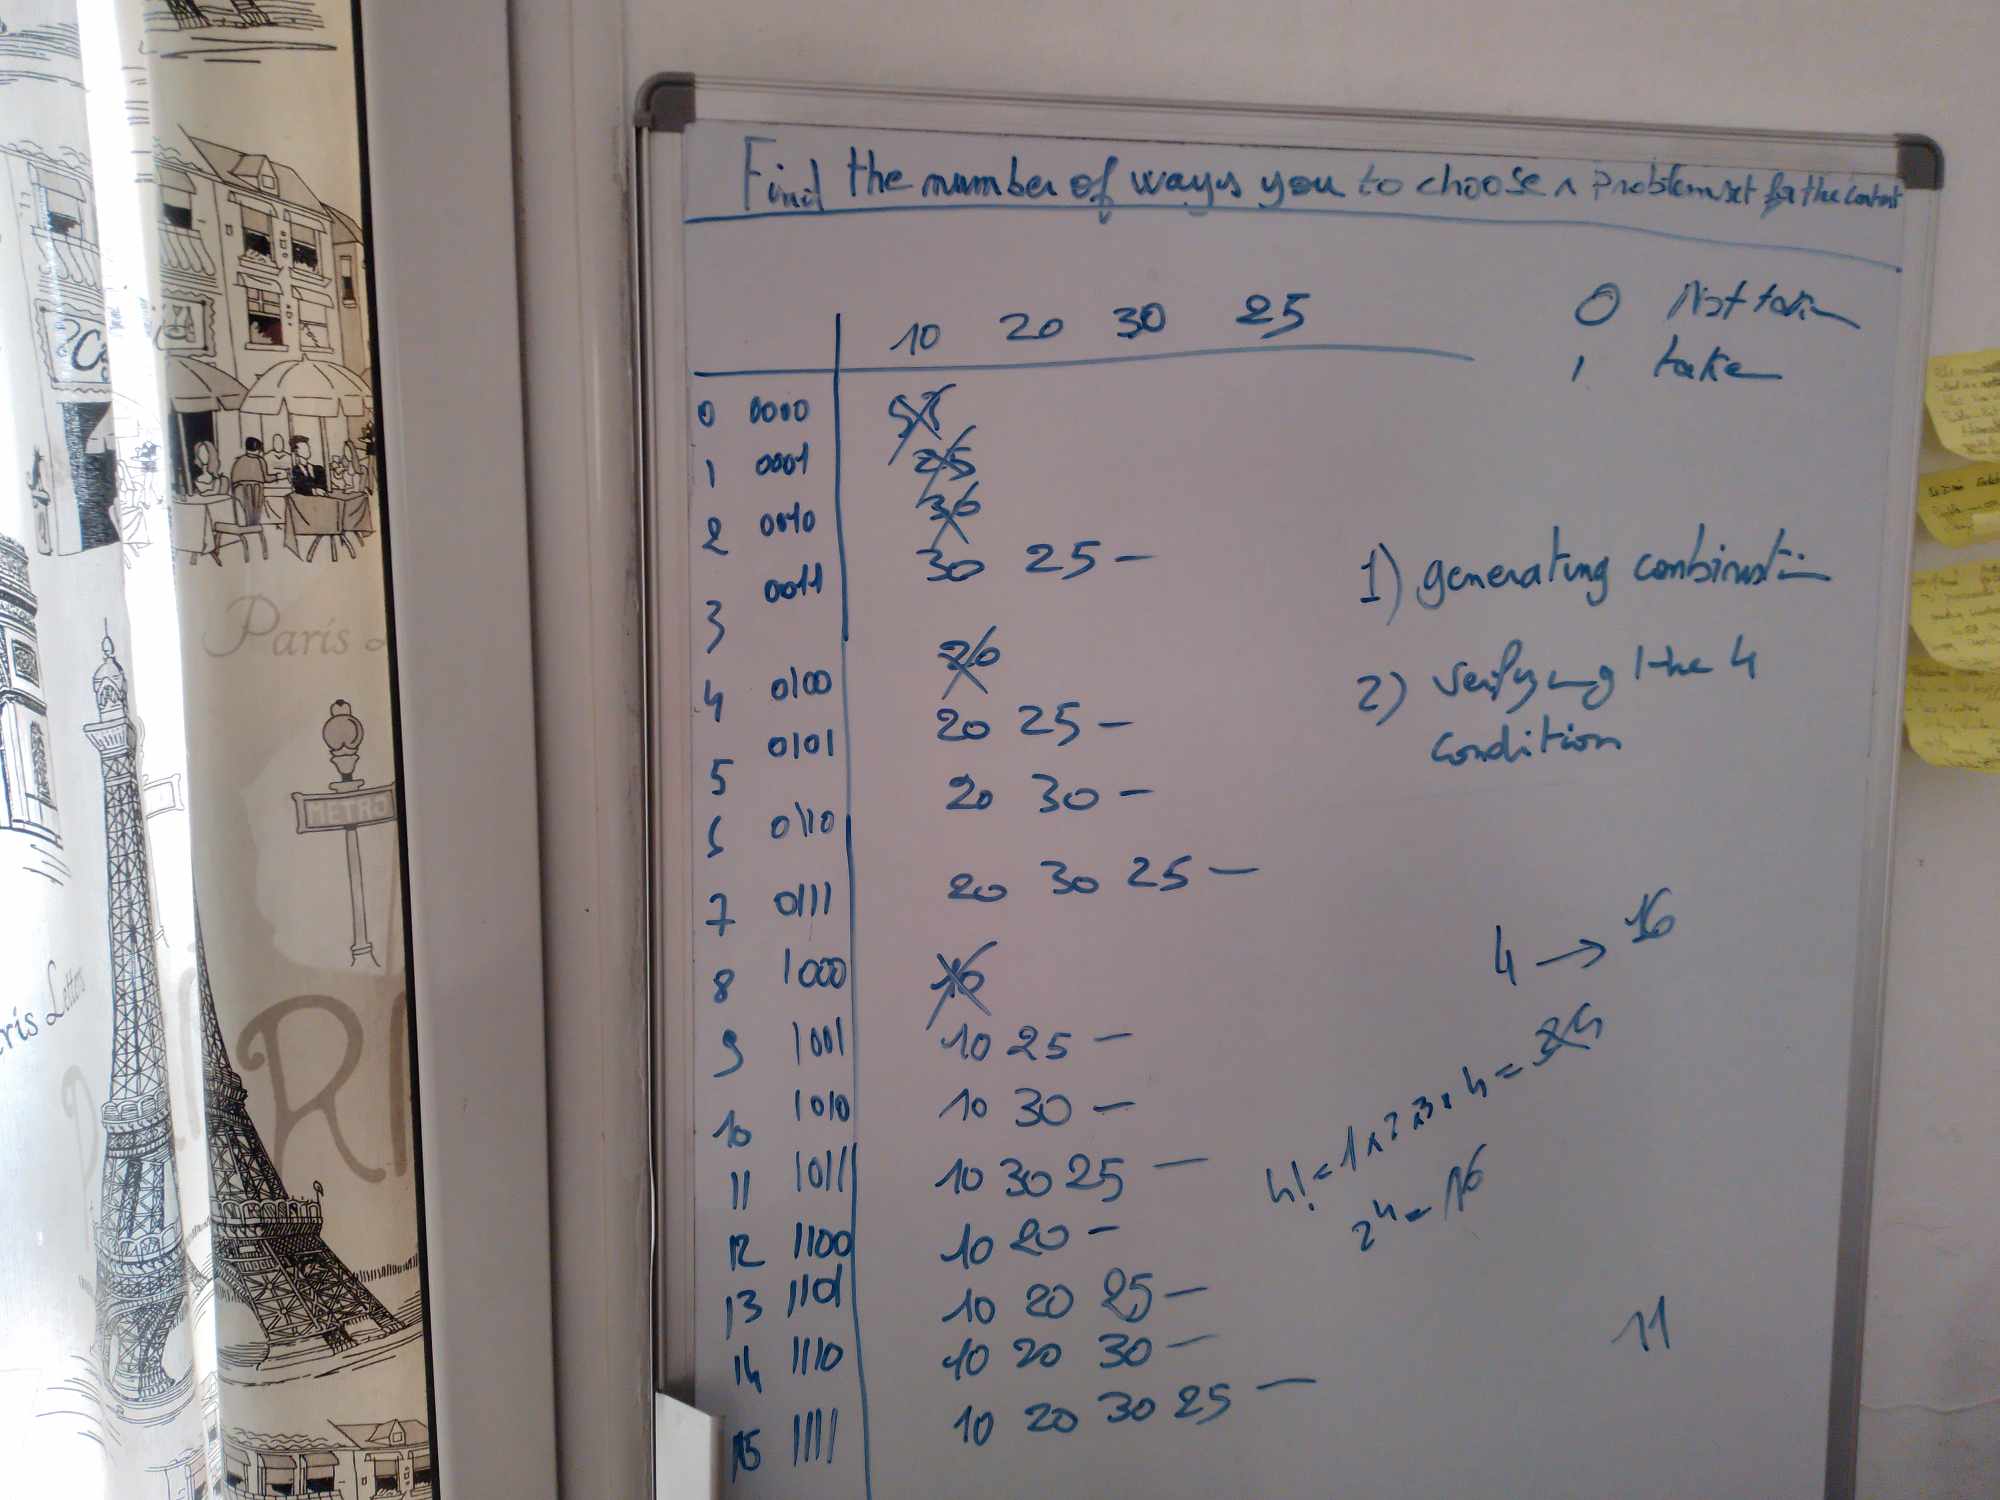 Find the number of ways you to choose a problemset for the contest
10 20 30 25
0 Not taken
1 take
0 0000
1 0001 25
2 0010 30
3 0011 30 25 –
4 0100 20
5 0101 20 25 –
6 0110 20 30 –
7 0111 20 30 25 –
8 1000 10
9 1001 10 25 –
10 1010 10 30 –
11 1011 10 30 25 –
12 1100 10 20 –
13 1101 10 20 25 –
14 1110 10 20 30 –
15 1111 10 20 30 25 –
1) generating combination
2) verifying the 4
condition
4 → 16
4! = 1 x 2 x 3 x 4 = 24
2^4 = 16
11
Paris
METRO
Paris Letters